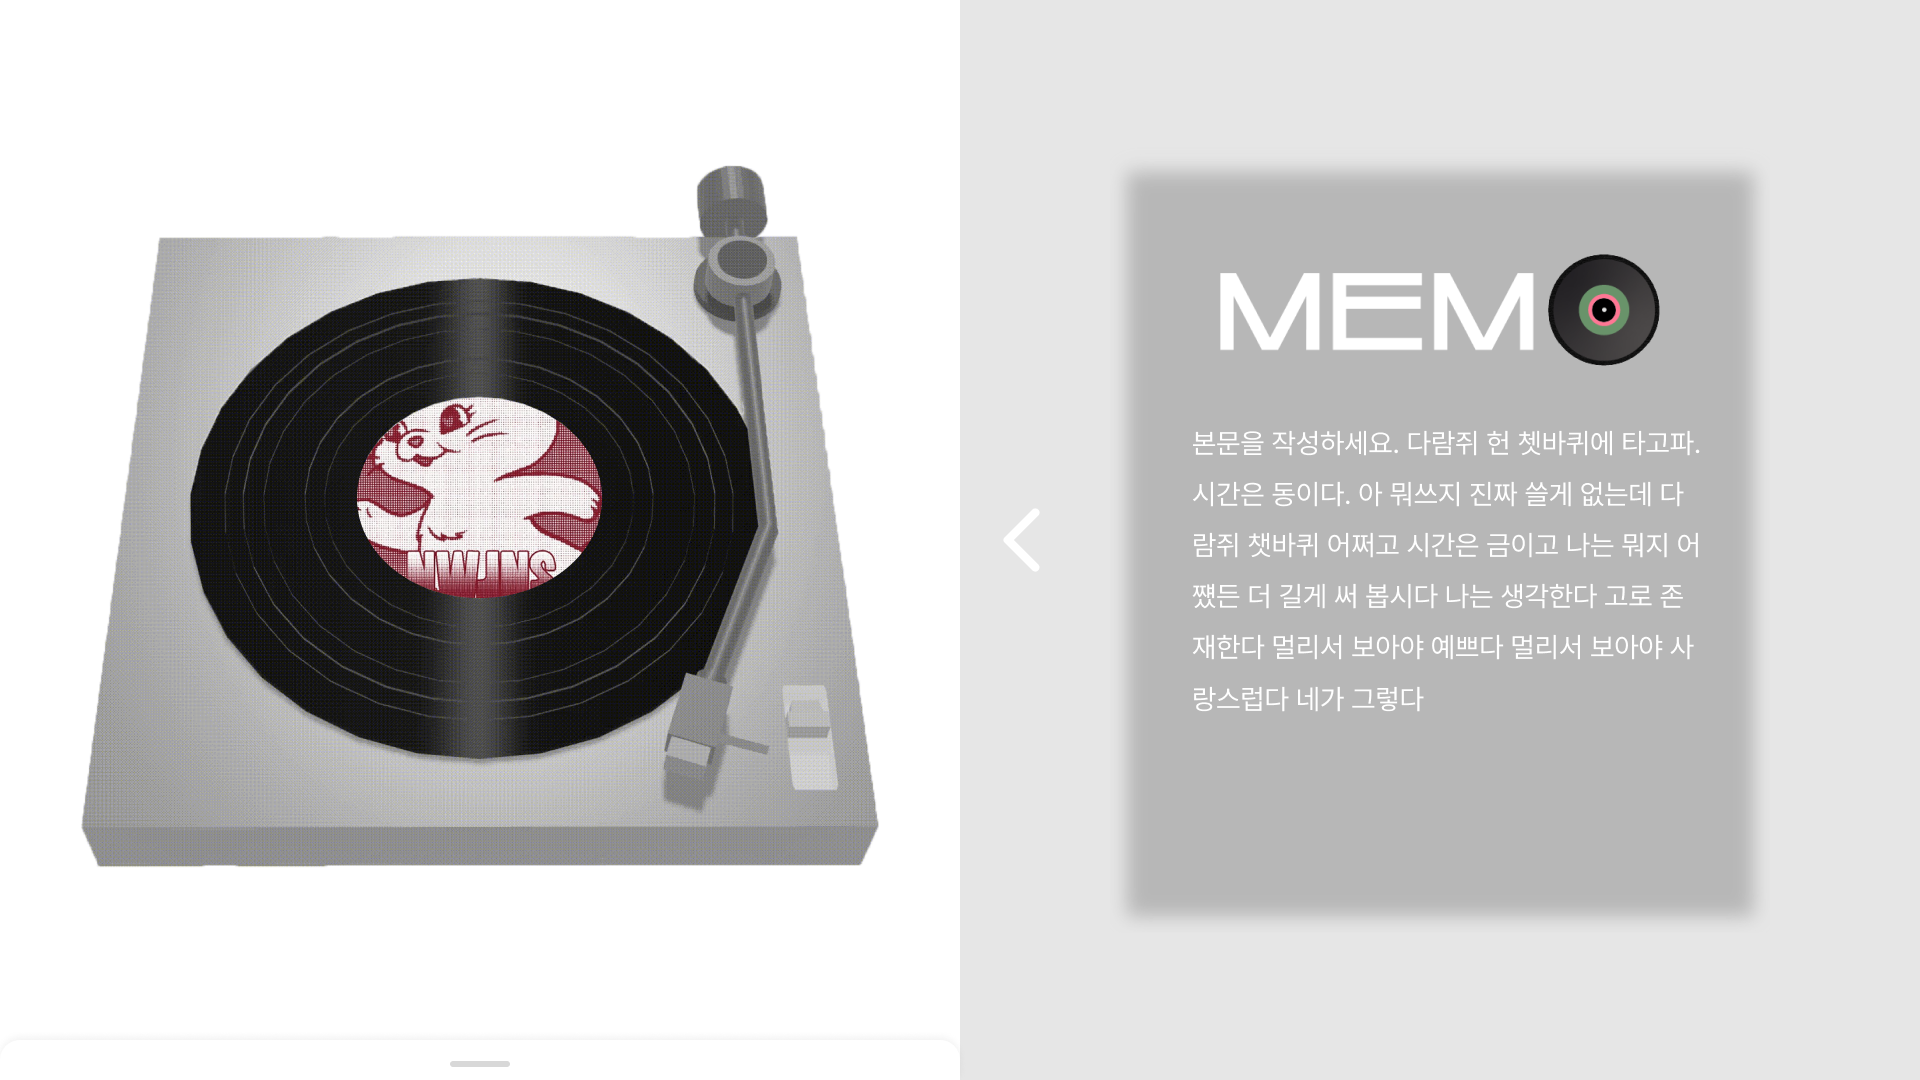 NWJNS
MEMO
본문을 작성하세요. 다람쥐 헌 쳇바퀴에 타고파.
시간은 동이다. 아 뭐쓰지 진짜 쓸게 없는데 다
람쥐 챗바퀴 어쩌고 시간은 금이고 나는 뭐지 어
쨌든 더 길게 써 봅시다 나는 생각한다 고로 존
재한다 멀리서 보아야 예쁘다 멀리서 보아야 사
랑스럽다 네가 그렇다